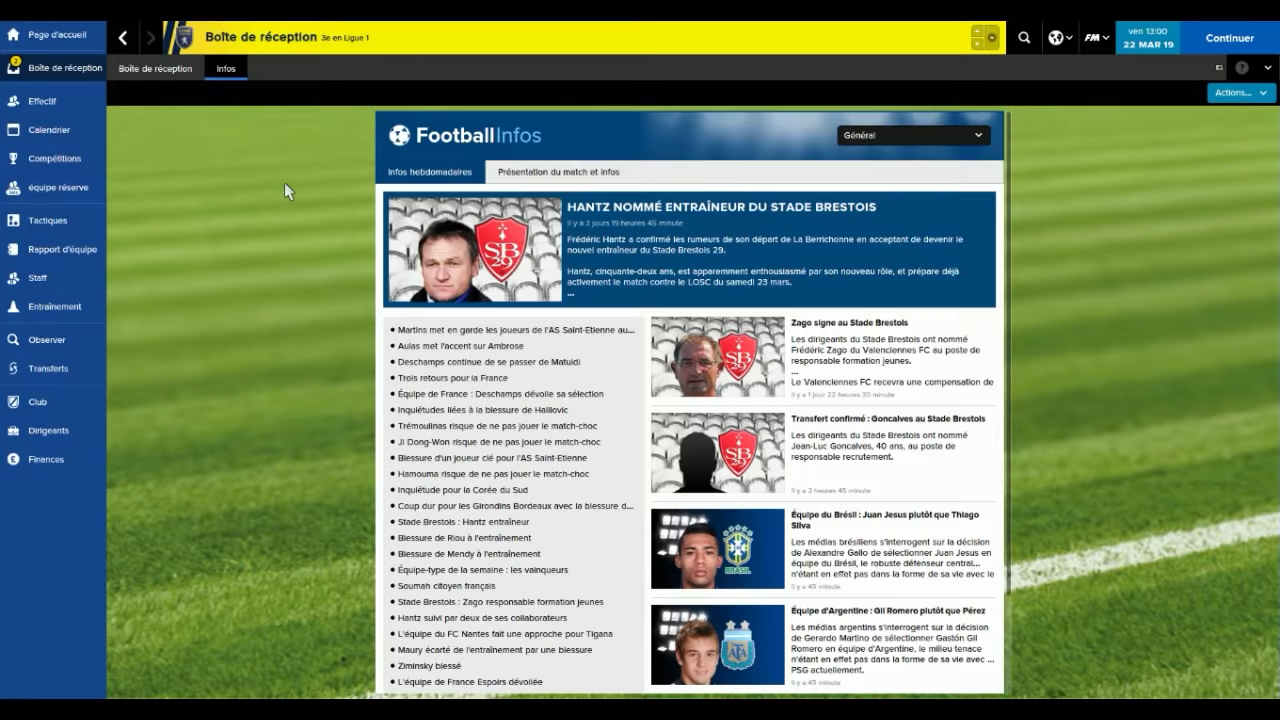 Page d'accueil
Boîte de réception 3e en Ligue 1
FM
ven 13:00
22 MAR 19
Continuer
2
Boîte de réception
Boîte de réception
Infos
Actions...
Effectif
Calendrier
Compétitions
équipe réserve
Tactiques
Rapport d'équipe
Staff
Entraînement
Observer
Transferts
Club
Dirigeants
Finances
FootballInfos
Général
Infos hebdomadaires
Présentation du match et infos
HANTZ NOMMÉ ENTRAÎNEUR DU STADE BRESTOIS
Il y a 3 jours 19 heures 45 minute
Frédéric Hantz a confirmé les rumeurs de son départ de La Berrichonne en acceptant de devenir le
nouvel entraîneur du Stade Brestois 29.
Hantz, cinquante-deux ans, est apparemment enthousiasmé par son nouveau rôle, et prépare déjà
activement le match contre le LOSC du samedi 23 mars.
...
SB
29
• Martins met en garde les joueurs de l'AS Saint-Etienne au...
• Aulas met l'accent sur Ambrose
• Deschamps continue de se passer de Matuidi
• Trois retours pour la France
• Équipe de France : Deschamps dévoile sa sélection
• Inquiétudes liées à la blessure de Halilovic
• Trémoulinas risque de ne pas jouer le match-choc
• Ji Dong-Won risque de ne pas jouer le match-choc
• Blessure d'un joueur clé pour l'AS Saint-Etienne
• Hamouma risque de ne pas jouer le match-choc
• Inquiétude pour la Corée du Sud
• Coup dur pour les Girondins Bordeaux avec la blessure d...
• Stade Brestois : Hantz entraîneur
• Blessure de Riou à l'entraînement
• Blessure de Mendy à l'entraînement
• Équipe-type de la semaine : les vainqueurs
• Soumah citoyen français
• Stade Brestois : Zago responsable formation jeunes
• Hantz suivi par deux de ses collaborateurs
• L'équipe du FC Nantes fait une approche pour Tigana
• Maury écarté de l'entraînement par une blessure
• Ziminsky blessé
• L'équipe de France Espoirs dévoilée
SB
29
Zago signe au Stade Brestois
Les dirigeants du Stade Brestois ont nommé
Frédéric Zago du Valenciennes FC au poste de
responsable formation jeunes.
...
Le Valenciennes FC recevra une compensation de
Il y a 1 jour 22 heures 30 minute
SB
29
Transfert confirmé : Goncalves au Stade Brestois
Les dirigeants du Stade Brestois ont nommé
Jean-Luc Goncalves, 40 ans, au poste de
responsable recrutement.
Il y a 2 heures 45 minute
BRASIL
Équipe du Brésil : Juan Jesus plutôt que Thiago
Silva
Les médias brésiliens s'interrogent sur la décision
de Alexandre Gallo de sélectionner Juan Jesus en
équipe du Brésil, le robuste défenseur central...
n'étant en effet pas dans la forme de sa vie avec le
Il y a 45 minute
AFA
Équipe d'Argentine : Gil Romero plutôt que Pérez
Les médias argentins s'interrogent sur la décision
de Gerardo Martino de sélectionner Gastón Gil
Romero en équipe d'Argentine, le milieu tenace
n'étant en effet pas dans la forme de sa vie avec ...
PSG actuellement.
Il y a 45 minute